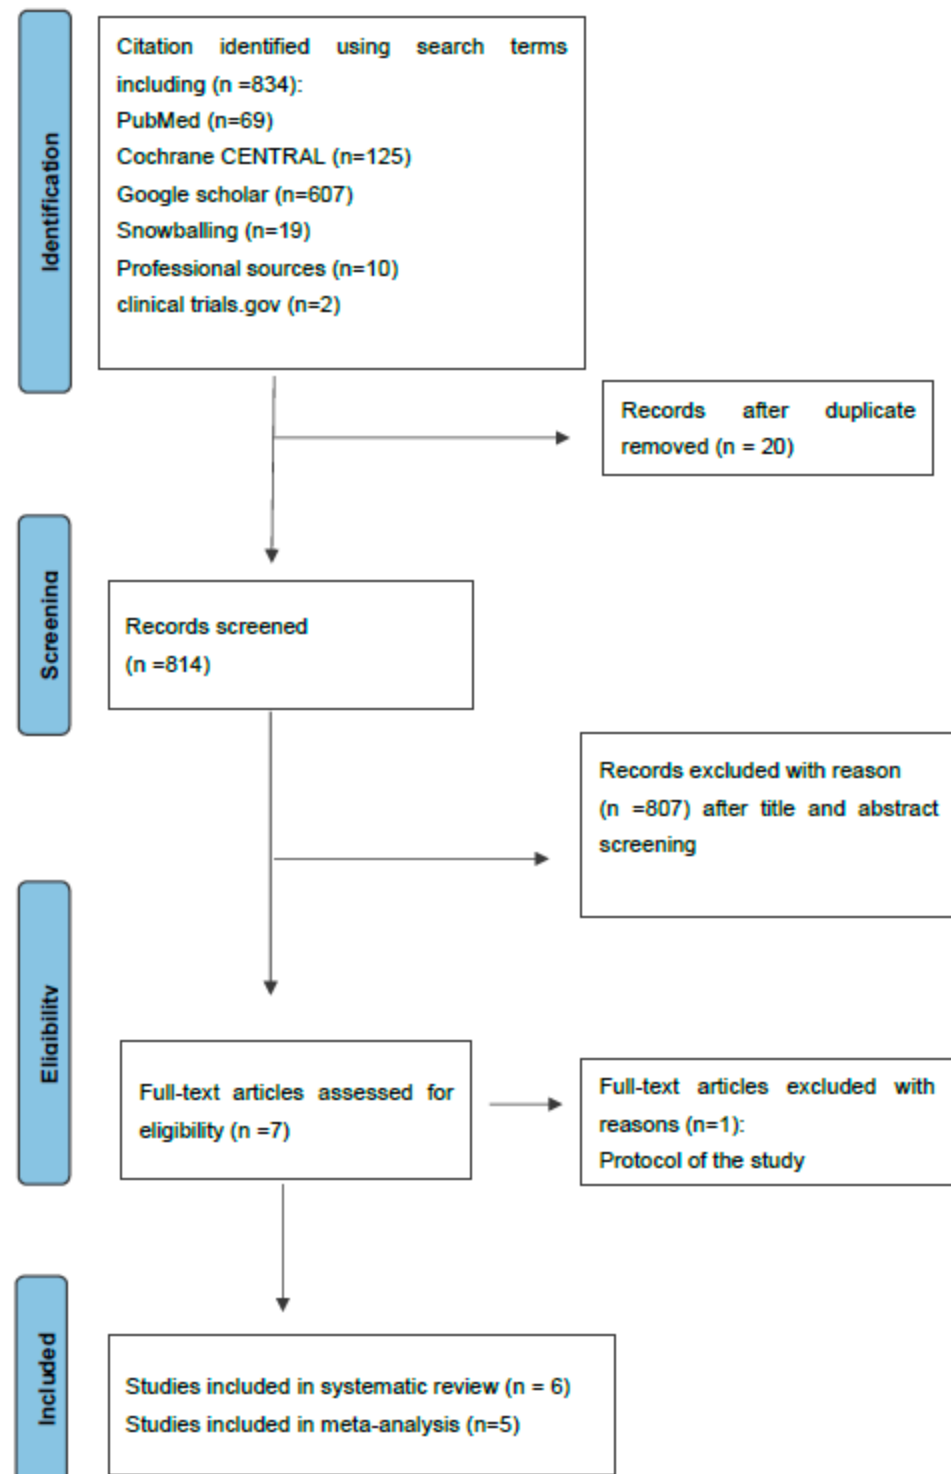 Identification
Citation identified using search terms
including (n =834):
PubMed (n=69)
Cochrane CENTRAL (n=125)
Google scholar (n=607)
Snowballing (n=19)
Professional sources (n=10)
clinical trials.gov (n=2)
Records after duplicate
removed (n = 20)
Screening
Records screened
(n =814)
Records excluded with reason
(n =807) after title and abstract
screening
Eligibility
Full-text articles assessed for
eligibility (n =7)
Full-text articles excluded with
reasons (n=1):
Protocol of the study
Included
Studies included in systematic review (n = 6)
Studies included in meta-analysis (n=5)